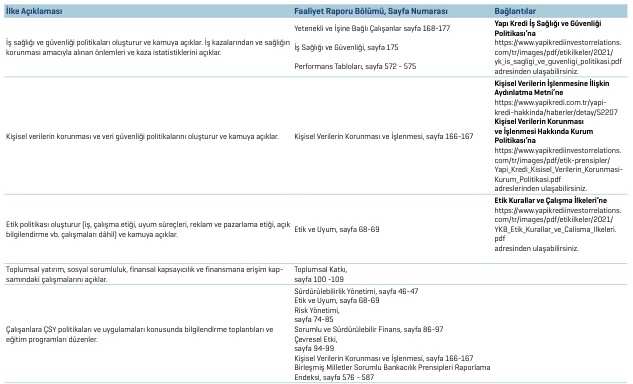 İlke Açıklaması
Faaliyet Raporu Bölümü, Sayfa Numarası
Bağlantılar
İş sağlığı ve güvenliği politikaları oluşturur ve kamuya açıklar. İş kazalarından ve sağlığın
korunması amacıyla alınan önlemleri ve kaza istatistiklerini açıklar.
Yetenekli ve İşine Bağlı Çalışanlar sayfa 168-177
İş Sağlığı ve Güvenliği, sayfa 175
Performans Tabloları, sayfa 572 - 575
Yapı Kredi İş Sağlığı ve Güvenliği
Politikası’na
https://www.yapikrediinvestorrelations.
com/tr/images/pdf/etikilkeler/2021/
yk_is_sagligi_ve_guvenligi_politikasi.pdf
adresinden ulaşabilirsiniz.
Kişisel verilerin korunması ve veri güvenliği politikalarını oluşturur ve kamuya açıklar.
Kişisel Verilerin Korunması ve İşlenmesi, sayfa 166-167
Kişisel Verilerin İşlenmesine İlişkin
Aydınlatma Metni’ne
https://www.yapikredi.com.tr/yapi-
kredi-hakkinda/haberler/detay/52207
Kişisel Verilerin Korunması
ve İşlenmesi Hakkında Kurum
Politikası’na
https://www.yapikrediinvestorrelations.
com/tr/images/pdf/etik-prensipler/
Yapi_Kredi_Kisisel_Verilerin_Korunmasi-
Kurum_Politikasi.pdf
adreslerinden ulaşabilirsiniz.
Etik politikası oluşturur (iş, çalışma etiği, uyum süreçleri, reklam ve pazarlama etiği, açık
bilgilendirme vb. çalışmaları dâhil) ve kamuya açıklar.
Etik ve Uyum, sayfa 68-69
Etik Kurallar ve Çalışma İlkeleri’ne
https://www.yapikrediinvestorrelations.
com/tr/images/pdf/etikilkeler/2021/
YKB_Etik_Kurallar_ve_Calisma_Ilkeleri.
pdf
adresinden ulaşabilirsiniz.
Toplumsal yatırım, sosyal sorumluluk, finansal kapsayıcılık ve finansmana erişim kap-
samındaki çalışmalarını açıklar.
Toplumsal Katkı,
sayfa 100 -109
Çalışanlara ÇSY politikaları ve uygulamaları konusunda bilgilendirme toplantıları ve
eğitim programları düzenler.
Sürdürülebilirlik Yönetimi, sayfa 46-47
Etik ve Uyum, sayfa 68-69
Risk Yönetimi,
sayfa 74-85
Sorumlu ve Sürdürülebilir Finans, sayfa 86-97
Çevresel Etki,
sayfa 94-99
Kişisel Verilerin Korunması ve İşlenmesi, sayfa 166-167
Birleşmiş Milletler Sorumlu Bankacılık Prensipleri Raporlama
Endeksi, sayfa 576 - 587